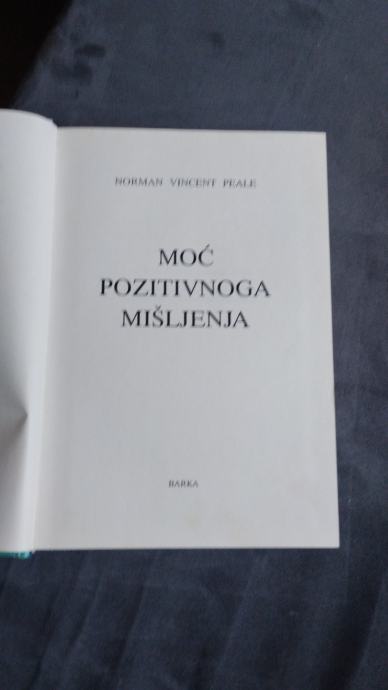 NORMAN VINCENT PEALE
MOĆ
POZITIVNOGA
MIŠLJENJA
BARKA